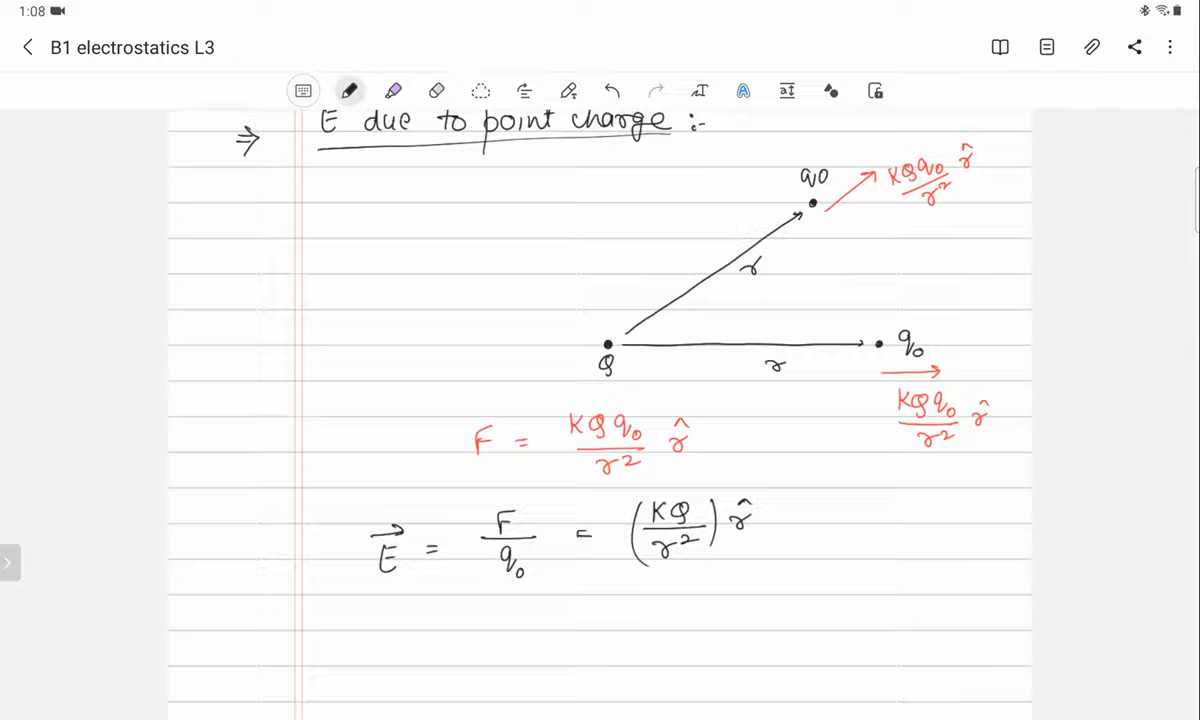 1:08
B1 electrostatics L3
⇒ E due to point charge :-
q0
KQq0/r² r̂
r
Q
r
q₀
KQq₀/r² r̂
F = KQq₀/r² r̂
E⃗ = F/q₀ = (KQ/r²) r̂